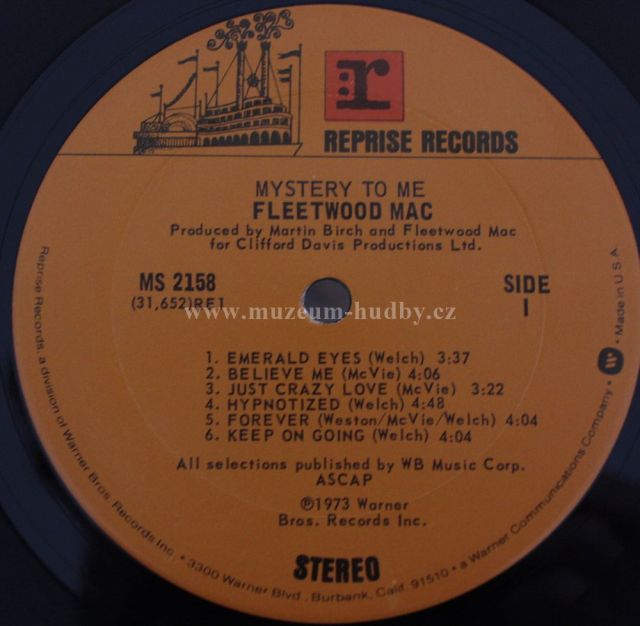 r
REPRISE RECORDS
MYSTERY TO ME
FLEETWOOD MAC
Produced by Martin Birch and Fleetwood Mac
for Clifford Davis Productions Ltd.
MS 2158
SIDE
(31,652)RE1
1
www.muzeum-hudby.cz
1. EMERALD EYES (Welch) 3:37
2. BELIEVE ME (McVie) 4:06
3. JUST CRAZY LOVE (McVie) 3:22
4. HYPNOTIZED (Welch) 4:48
5. FOREVER (Weston/McVie/Welch) 4:04
6. KEEP ON GOING (Welch) 4:04
All selections published by WB Music Corp.
ASCAP
℗1973 Warner
Bros. Records Inc.
STEREO
Reprise Records, a division of Warner Bros. Records Inc. • 3300 Warner Blvd., Burbank, Calif. 91510 • a Warner Communications Company • W • Made in U.S.A.